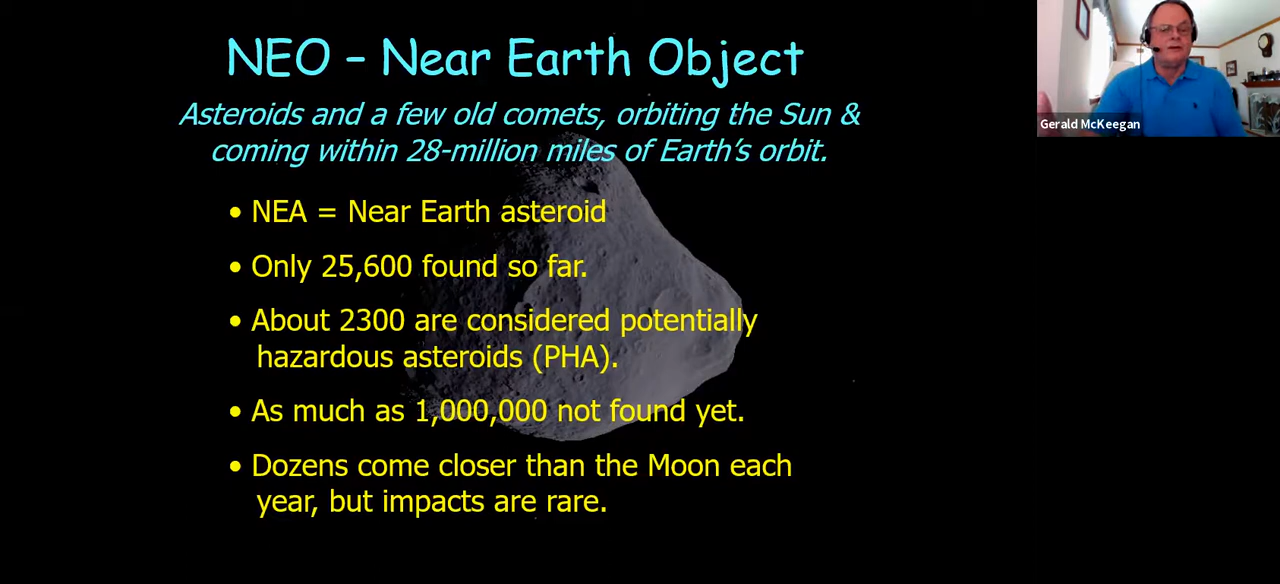 NEO – Near Earth Object
Asteroids and a few old comets, orbiting the Sun &
coming within 28-million miles of Earth's orbit.
• NEA = Near Earth asteroid
• Only 25,600 found so far.
• About 2300 are considered potentially
hazardous asteroids (PHA).
• As much as 1,000,000 not found yet.
• Dozens come closer than the Moon each
year, but impacts are rare.
Gerald McKeegan